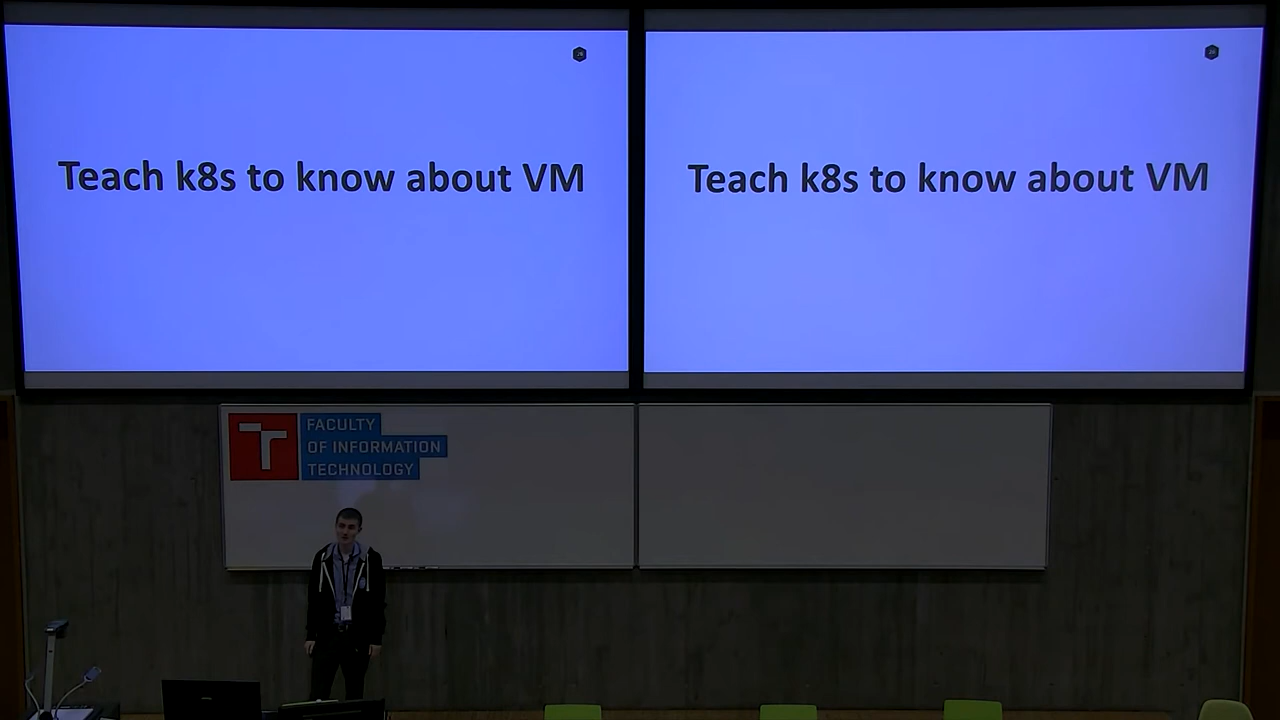 Teach k8s to know about VM
Teach k8s to know about VM
FACULTY
OF INFORMATION
TECHNOLOGY